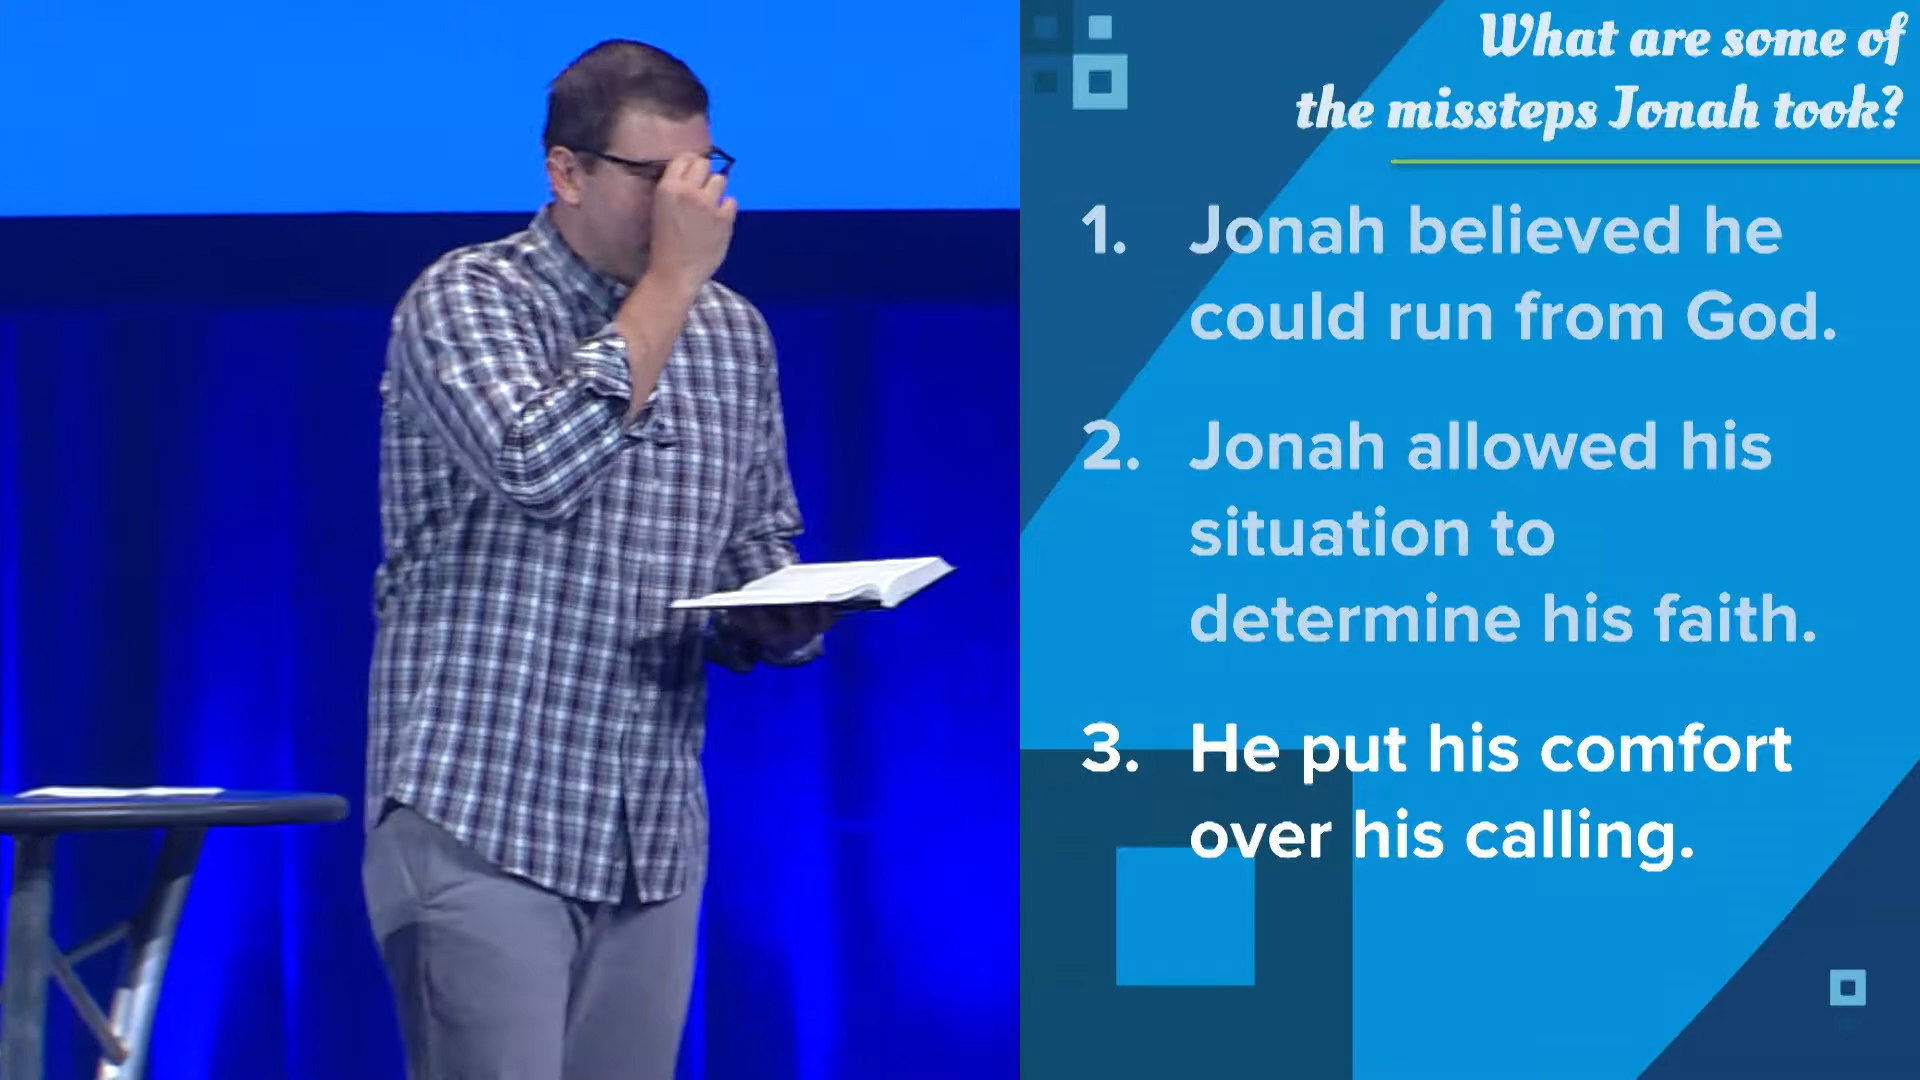 What are some of
the missteps Jonah took?
1. Jonah believed he
could run from God.
2. Jonah allowed his
situation to
determine his faith.
3. He put his comfort
over his calling.